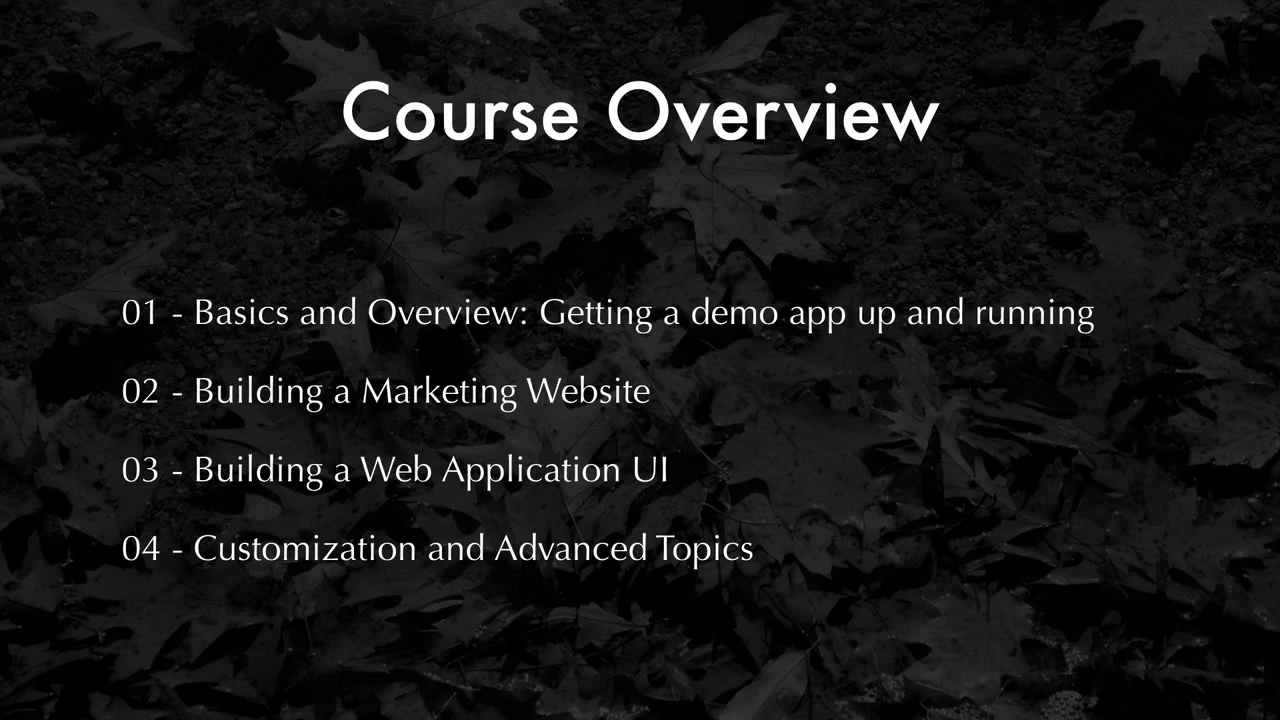 Course Overview
01 - Basics and Overview: Getting a demo app up and running
02 - Building a Marketing Website
03 - Building a Web Application UI
04 - Customization and Advanced Topics